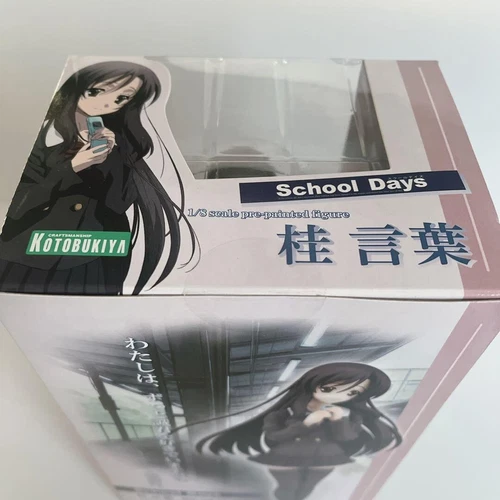 School Days
1/8 scale pre-painted figure
桂 言葉
CRAFTSMANSHIP
KOTOBUKIYA
わたしは、